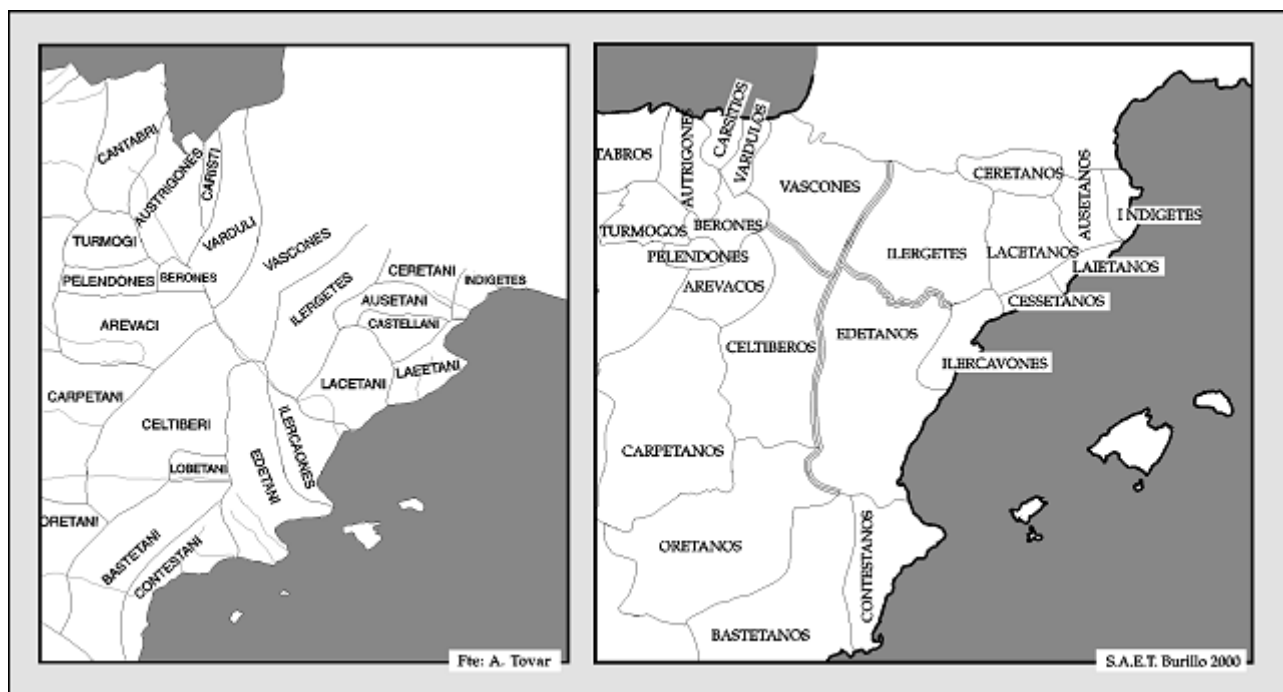 CANTABRI
AUSTRIGONES
CARISTI
VARDULI
TURMOGI
VASCONES
PELENDONES
BERONES
ILERGETES
CERETANI
INDIGETES
AUSETANI
CASTELLANI
AREVACI
LACETANI
LAEETANI
CARPETANI
CELTIBERI
ILERCAONES
LOBETANI
EDETANI
ORETANI
BASTETANI
CONTESTANI
Fte: A. Tovar
TABROS
AUTRIGONES
CARSITIOS
VARDULOS
VASCONES
CERETANOS
AUSETANOS
INDIGETES
TURMOGOS
BERONES
PELENDONES
ILERGETES
LACETANOS
LAIETANOS
AREVACOS
CESSETANOS
CELTIBEROS
EDETANOS
ILERCAVONES
CARPETANOS
ORETANOS
CONTESTANOS
BASTETANOS
S.A.E.T. Burillo 2000